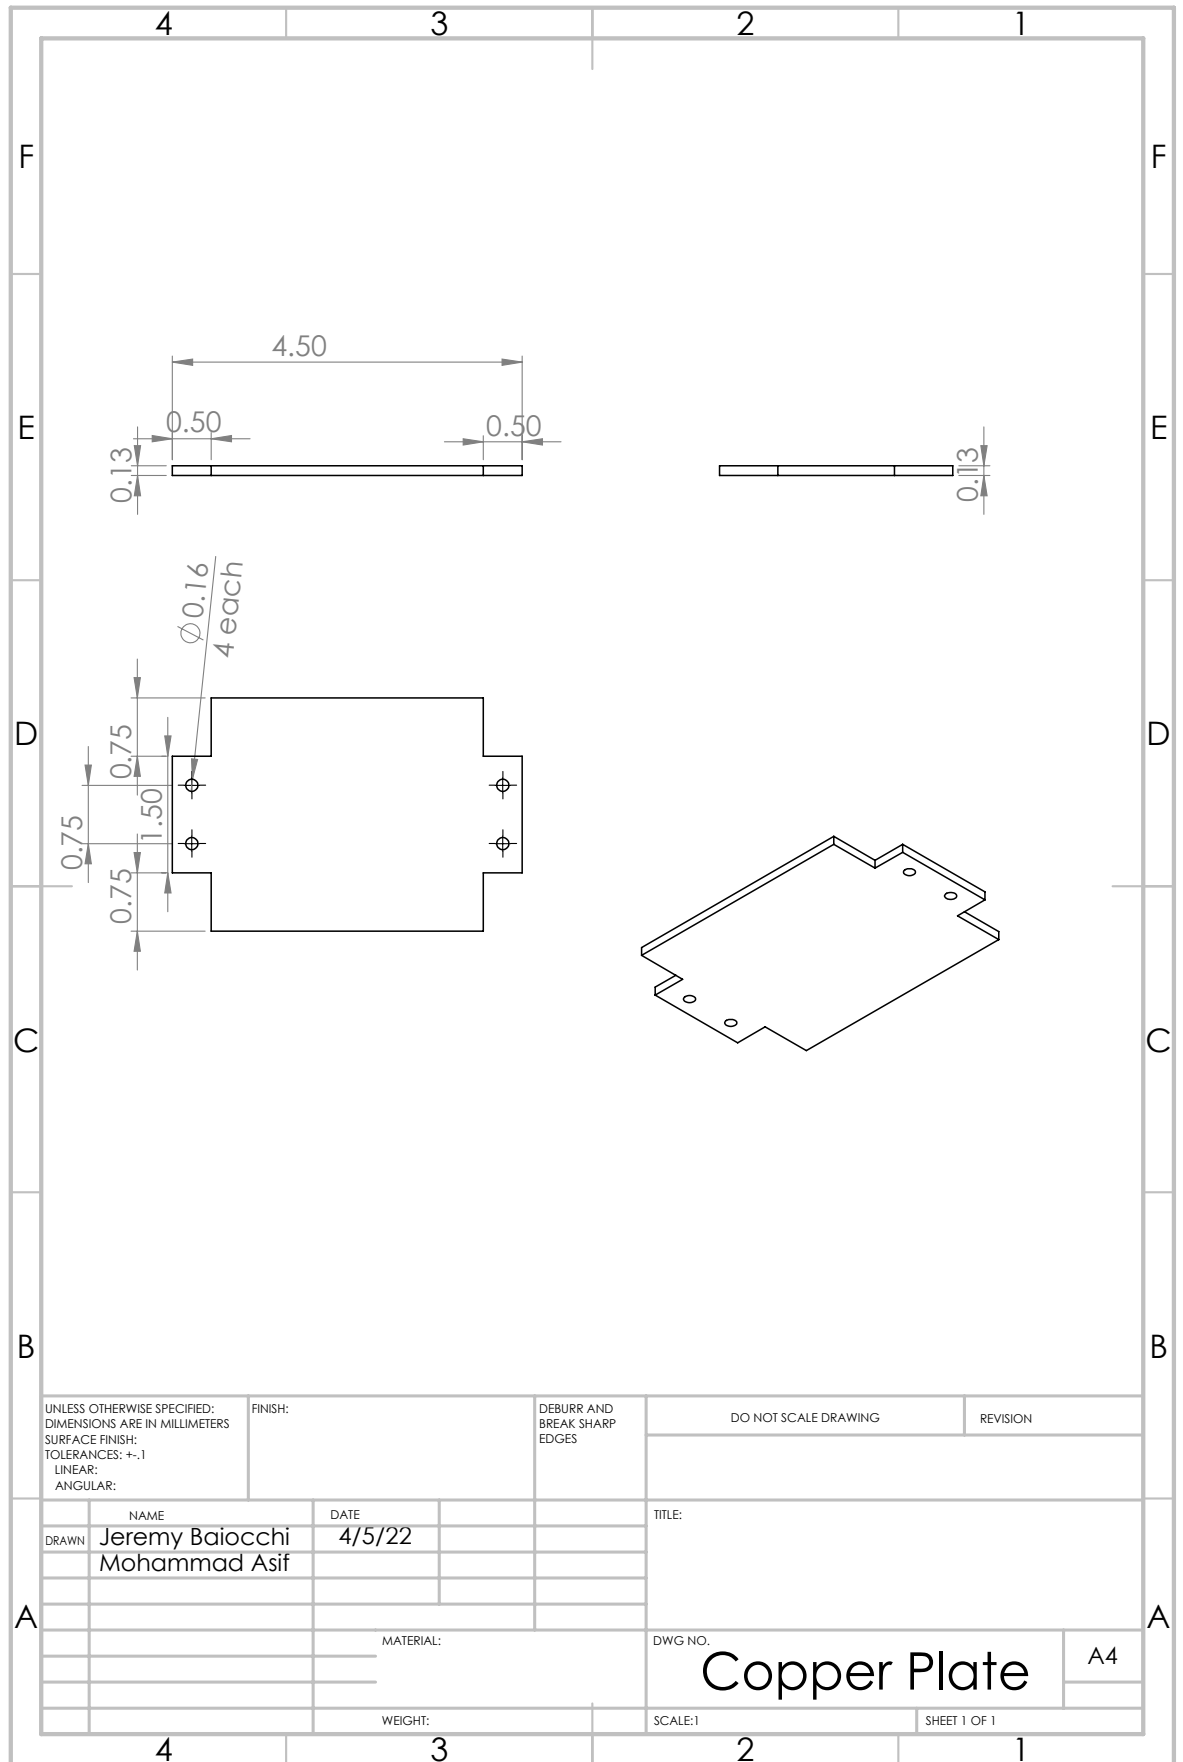 4 3 2 1
F F
4.50
E 0.50 0.50 E
0.13 0.13
Ø 0.16
4 each
D D
0.75
1.50
0.75
0.75
C C
B B
UNLESS OTHERWISE SPECIFIED:
DIMENSIONS ARE IN MILLIMETERS
SURFACE FINISH:
TOLERANCES: +-.1
LINEAR:
ANGULAR:
FINISH:
DEBURR AND
BREAK SHARP
EDGES
DO NOT SCALE DRAWING
REVISION
NAME DATE
DRAWN Jeremy Baiocchi 4/5/22
Mohammad Asif
TITLE:
A A
MATERIAL:
DWG NO.
Copper Plate
A4
WEIGHT:
SCALE:1
SHEET 1 OF 1
4 3 2 1